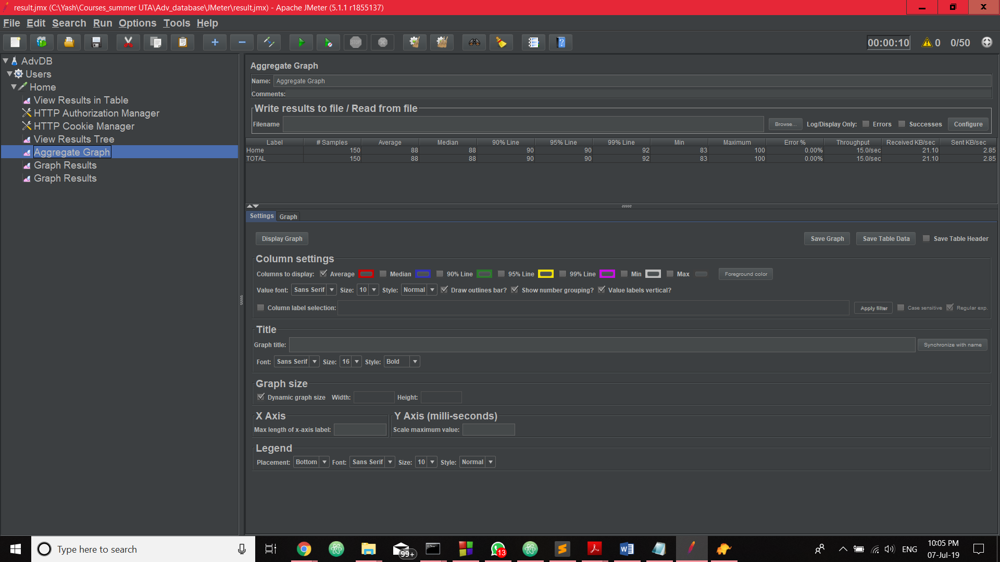 result.jmx (C:\Yash\Courses_summer UTA\Adv_database\JMeter\result.jmx) - Apache JMeter (5.1.1 r1855137)
File Edit Search Run Options Tools Help
STOP 00:00:10 0 0/50
AdvDB
Users
Home
View Results in Table
HTTP Authorization Manager
HTTP Cookie Manager
View Results Tree
Aggregate Graph
Graph Results
Graph Results
Aggregate Graph
Name: Aggregate Graph
Comments:
Write results to file / Read from file
Filename Browse... Log/Display Only: Errors Successes Configure
Label # Samples Average Median 90% Line 95% Line 99% Line Min Maximum Error % Throughput Received KB/sec Sent KB/sec
Home 150 88 88 90 90 92 83 100 0.00% 15.0/sec 21.10 2.85
TOTAL 150 88 88 90 90 92 83 100 0.00% 15.0/sec 21.10 2.85
Settings Graph
Display Graph Save Graph Save Table Data Save Table Header
Column settings
Columns to display: Average Median 90% Line 95% Line 99% Line Min Max Foreground color
Value font: Sans Serif Size: 10 Style: Normal Draw outlines bar? Show number grouping? Value labels vertical?
Column label selection: Apply filter Case sensitive Regular exp.
Title
Graph title: Synchronize with name
Font: Sans Serif Size: 16 Style: Bold
Graph size
Dynamic graph size Width: Height:
X Axis Y Axis (milli-seconds)
Max length of x-axis label: Scale maximum value:
Legend
Placement: Bottom Font: Sans Serif Size: 10 Style: Normal
Type here to search 99+ 13 ENG 10:05 PM
07-Jul-19